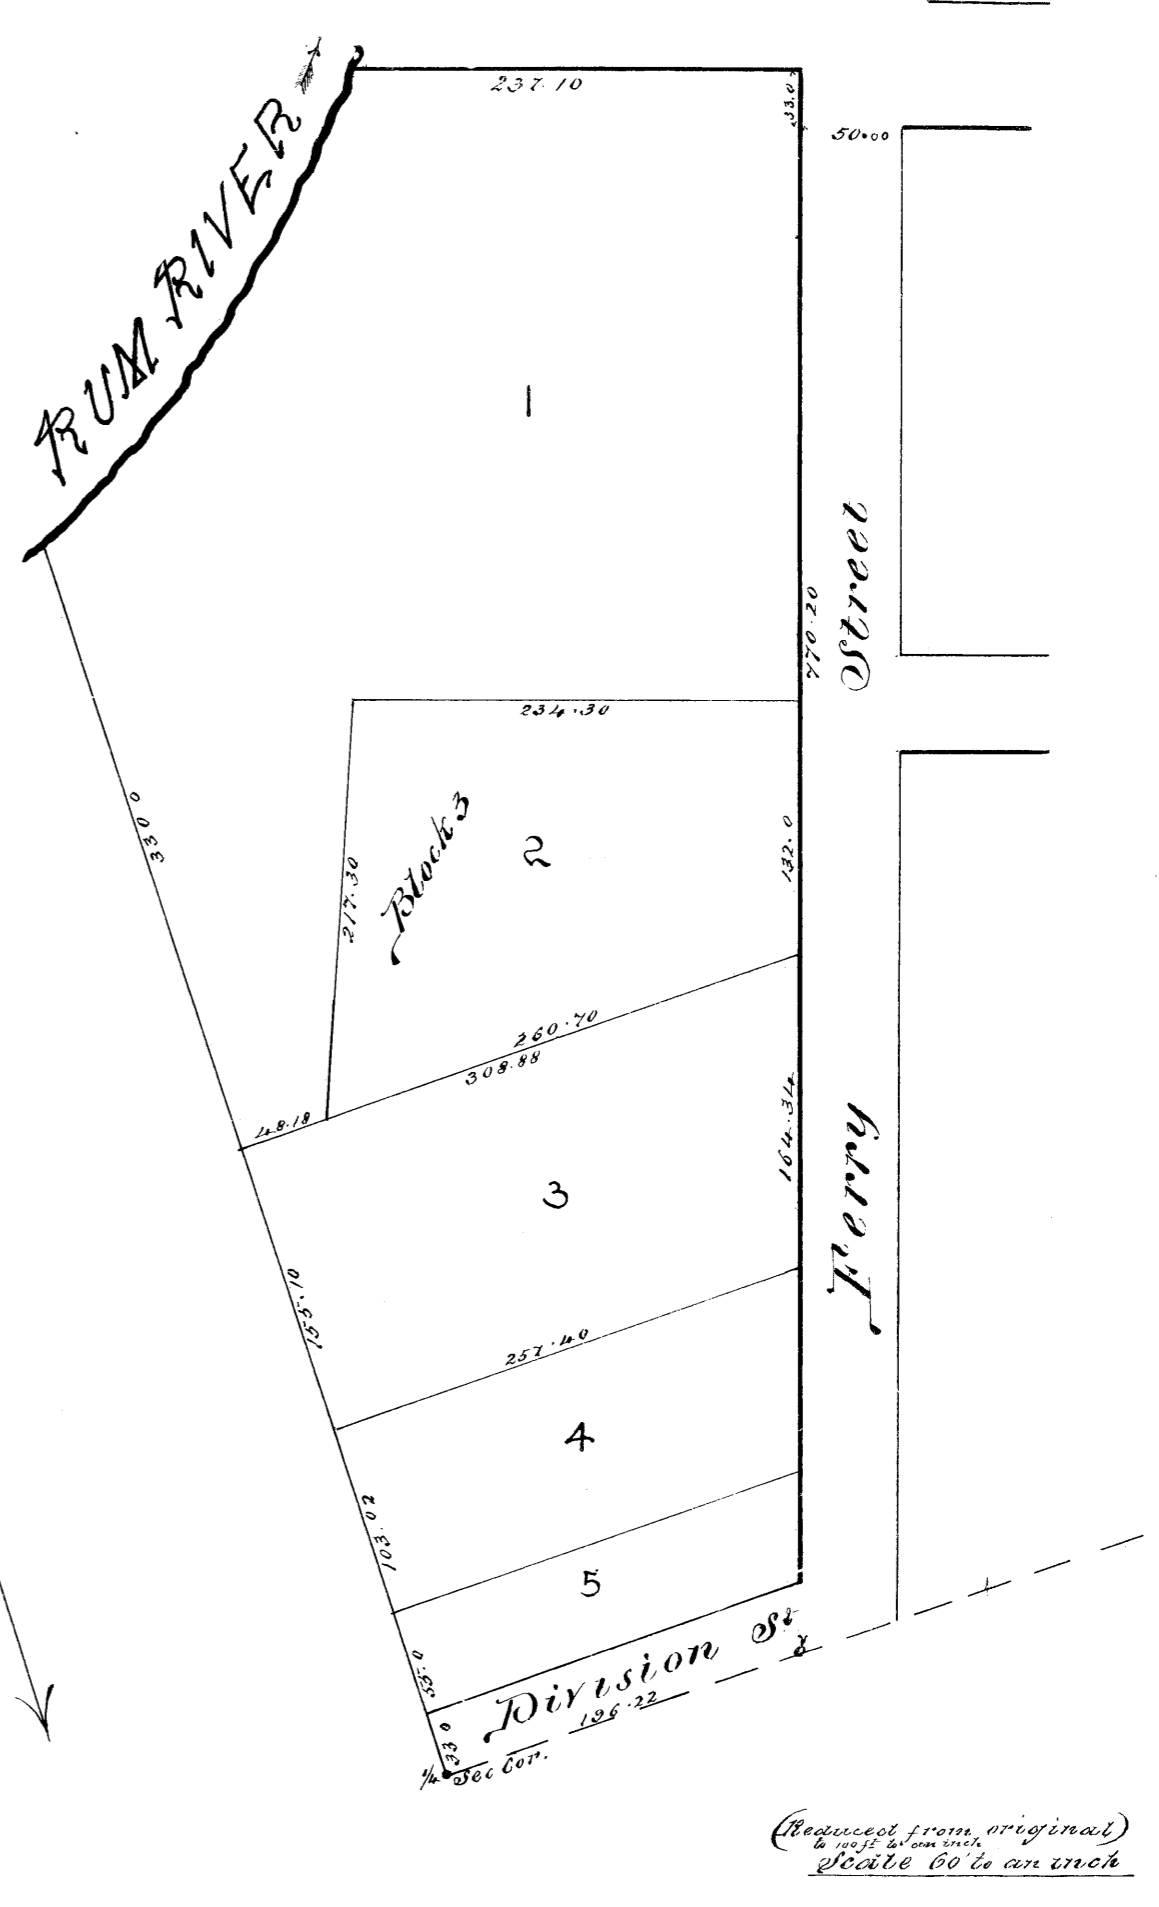 237.10
33.0
50.00
RUM RIVER
1
Ferry Street
770.20
234.30
330 0
Block 3
2
217.30
132.0
260.70
308.88
48.18
164.34
3
155.10
257.40
4
103.02
5
55.0
Division St
196.22
33 0
1/4 Sec Cor.
(Reduced from original)
to 100 ft to an inch
Scale 60' to an inch